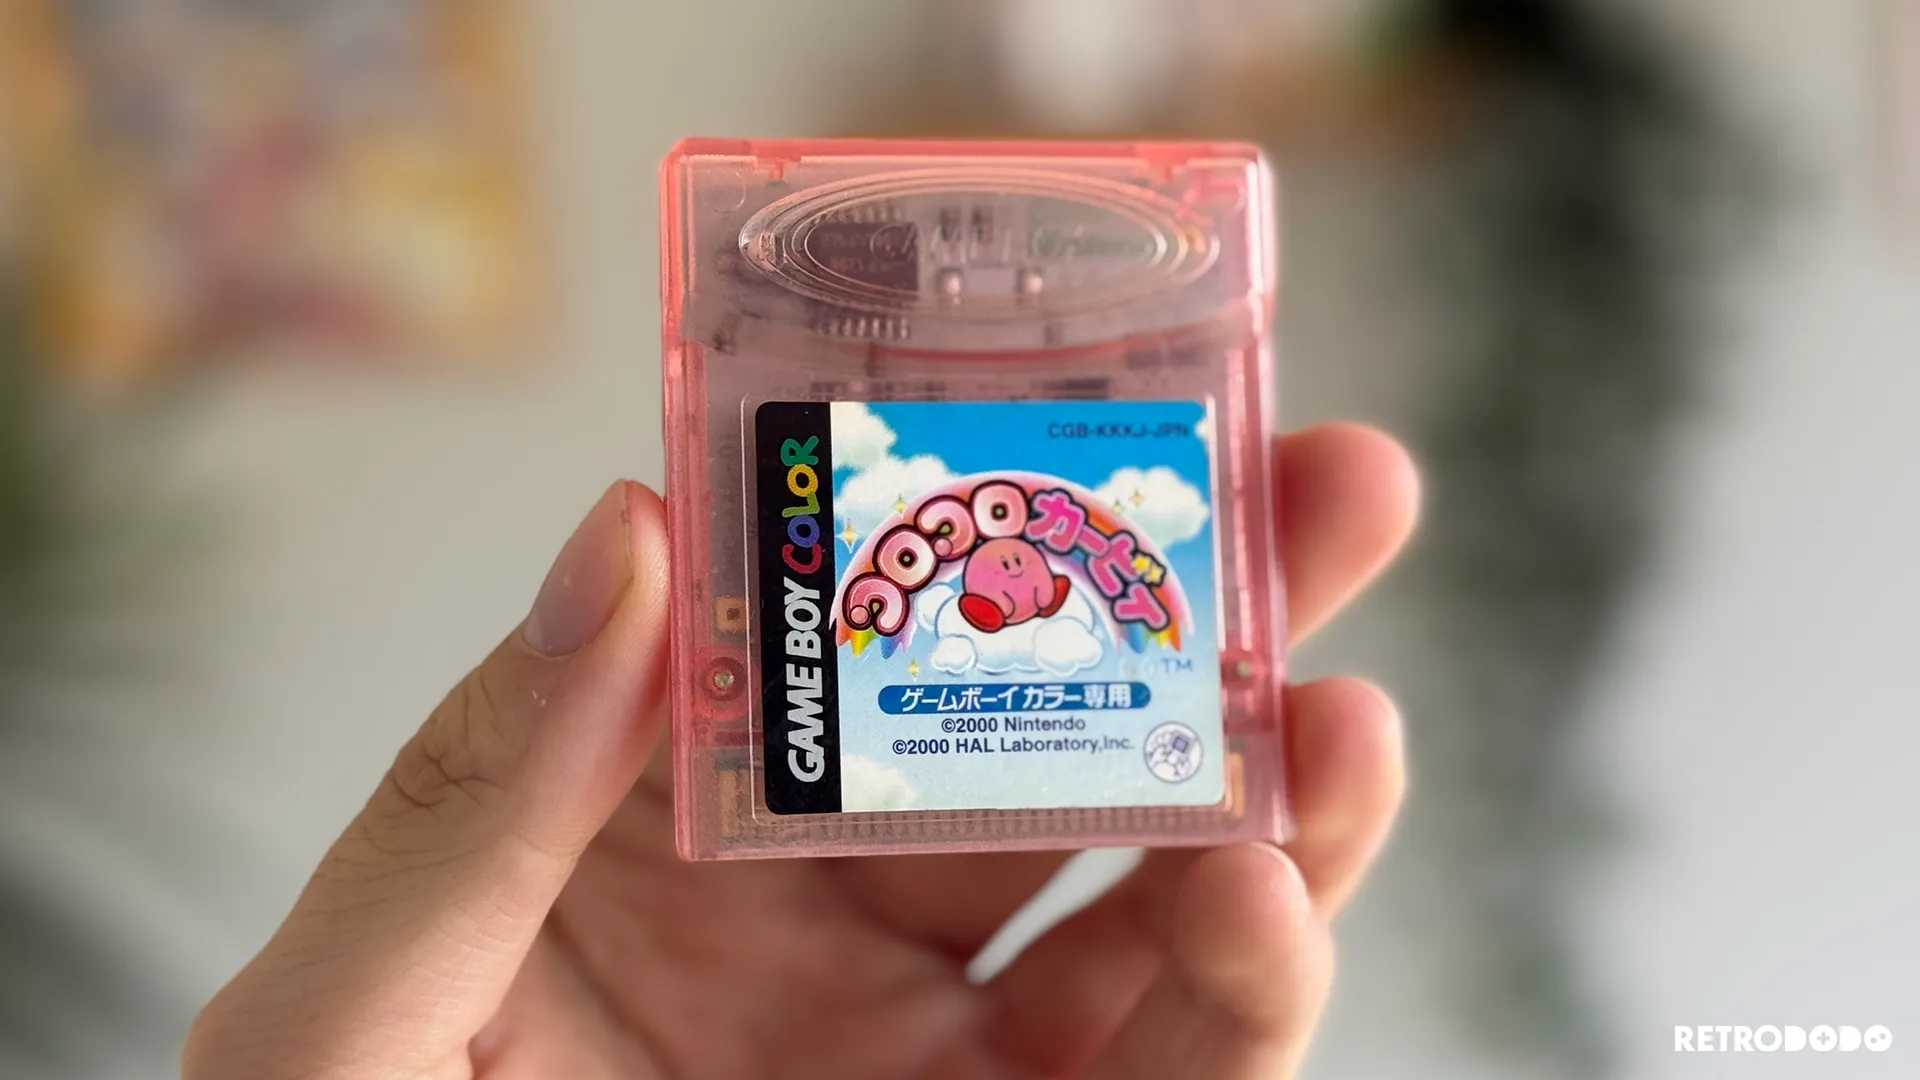 CGB-KKKJ-JPN
コロコロカービィ
TM
ゲームボーイカラー専用
©2000 Nintendo
©2000 HAL Laboratory,Inc.
GAME BOY COLOR
RETRODODO